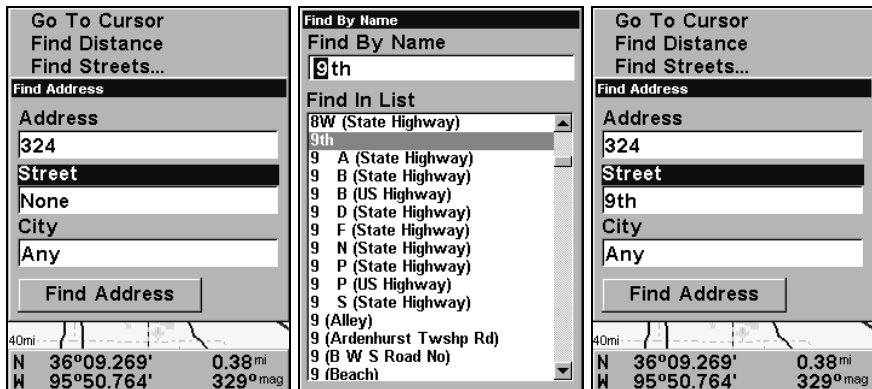 Go To Cursor
Find Distance
Find Streets...
Find Address
Address
324
Street
None
City
Any
Find Address
40mi
N 36°09.269' 0.38 mi
W 95°50.764' 329° mag
Find By Name
Find By Name
9th
Find In List
8W (State Highway)
9th
9 A (State Highway)
9 B (State Highway)
9 B (US Highway)
9 D (State Highway)
9 F (State Highway)
9 N (State Highway)
9 P (State Highway)
9 P (US Highway)
9 S (State Highway)
9 (Alley)
9 (Ardenhurst Twshp Rd)
9 (B W S Road No)
9 (Beach)
Go To Cursor
Find Distance
Find Streets...
Find Address
Address
324
Street
9th
City
Any
Find Address
40mi
N 36°09.269' 0.38 mi
W 95°50.764' 329° mag